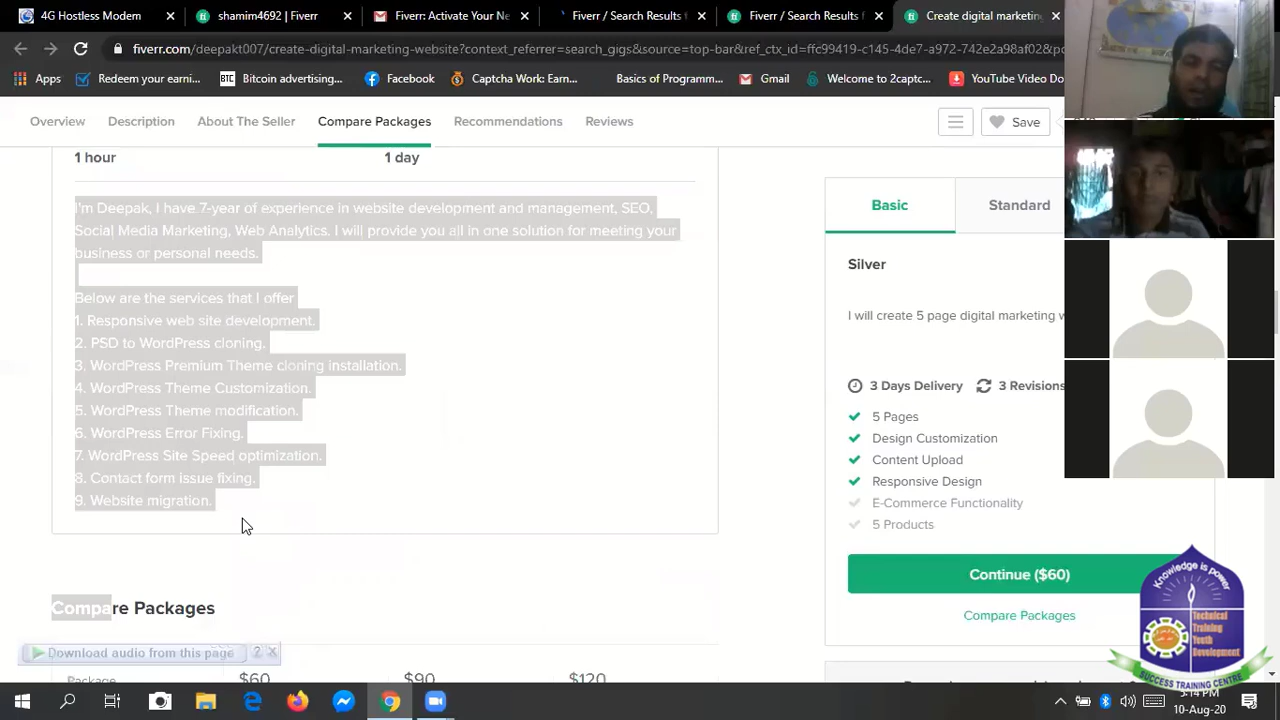 4G Hostless Modem
shamim4692 | Fiverr
Fiverr: Activate Your Ne
Fiverr / Search Results f
Fiverr / Search Results f
Create digital marketing
fiverr.com/deepakt007/create-digital-marketing-website?context_referrer=search_gigs&source=top-bar&ref_ctx_id=ffc99419-c145-4de7-a972-742e2a98af02&
Apps
Redeem your earni...
Bitcoin advertising...
Facebook
Captcha Work: Earn...
Basics of Programm...
Gmail
Welcome to 2captc...
YouTube Video Do
Overview
Description
About The Seller
Compare Packages
Recommendations
Reviews
Save
1 hour
1 day
I'm Deepak, I have 7-year of experience in website development and management, SEO,
Social Media Marketing, Web Analytics. I will provide you all in one solution for meeting your
business or personal needs.
Below are the services that I offer
1. Responsive web site development.
2. PSD to WordPress cloning.
3. WordPress Premium Theme cloning installation.
4. WordPress Theme Customization.
5. WordPress Theme modification.
6. WordPress Error Fixing.
7. WordPress Site Speed optimization.
8. Contact form issue fixing.
9. Website migration.
Compare Packages
Download audio from this page
?
Package
$60
$90
$120
Basic
Standard
Silver
I will create 5 page digital marketing w
3 Days Delivery
3 Revisions
5 Pages
Design Customization
Content Upload
Responsive Design
E-Commerce Functionality
5 Products
Continue ($60)
Compare Packages
Knowledge is power
Technical
Training
Youth
Development
SUCCESS TRAINING CENTRE
5:14 PM
10-Aug-20